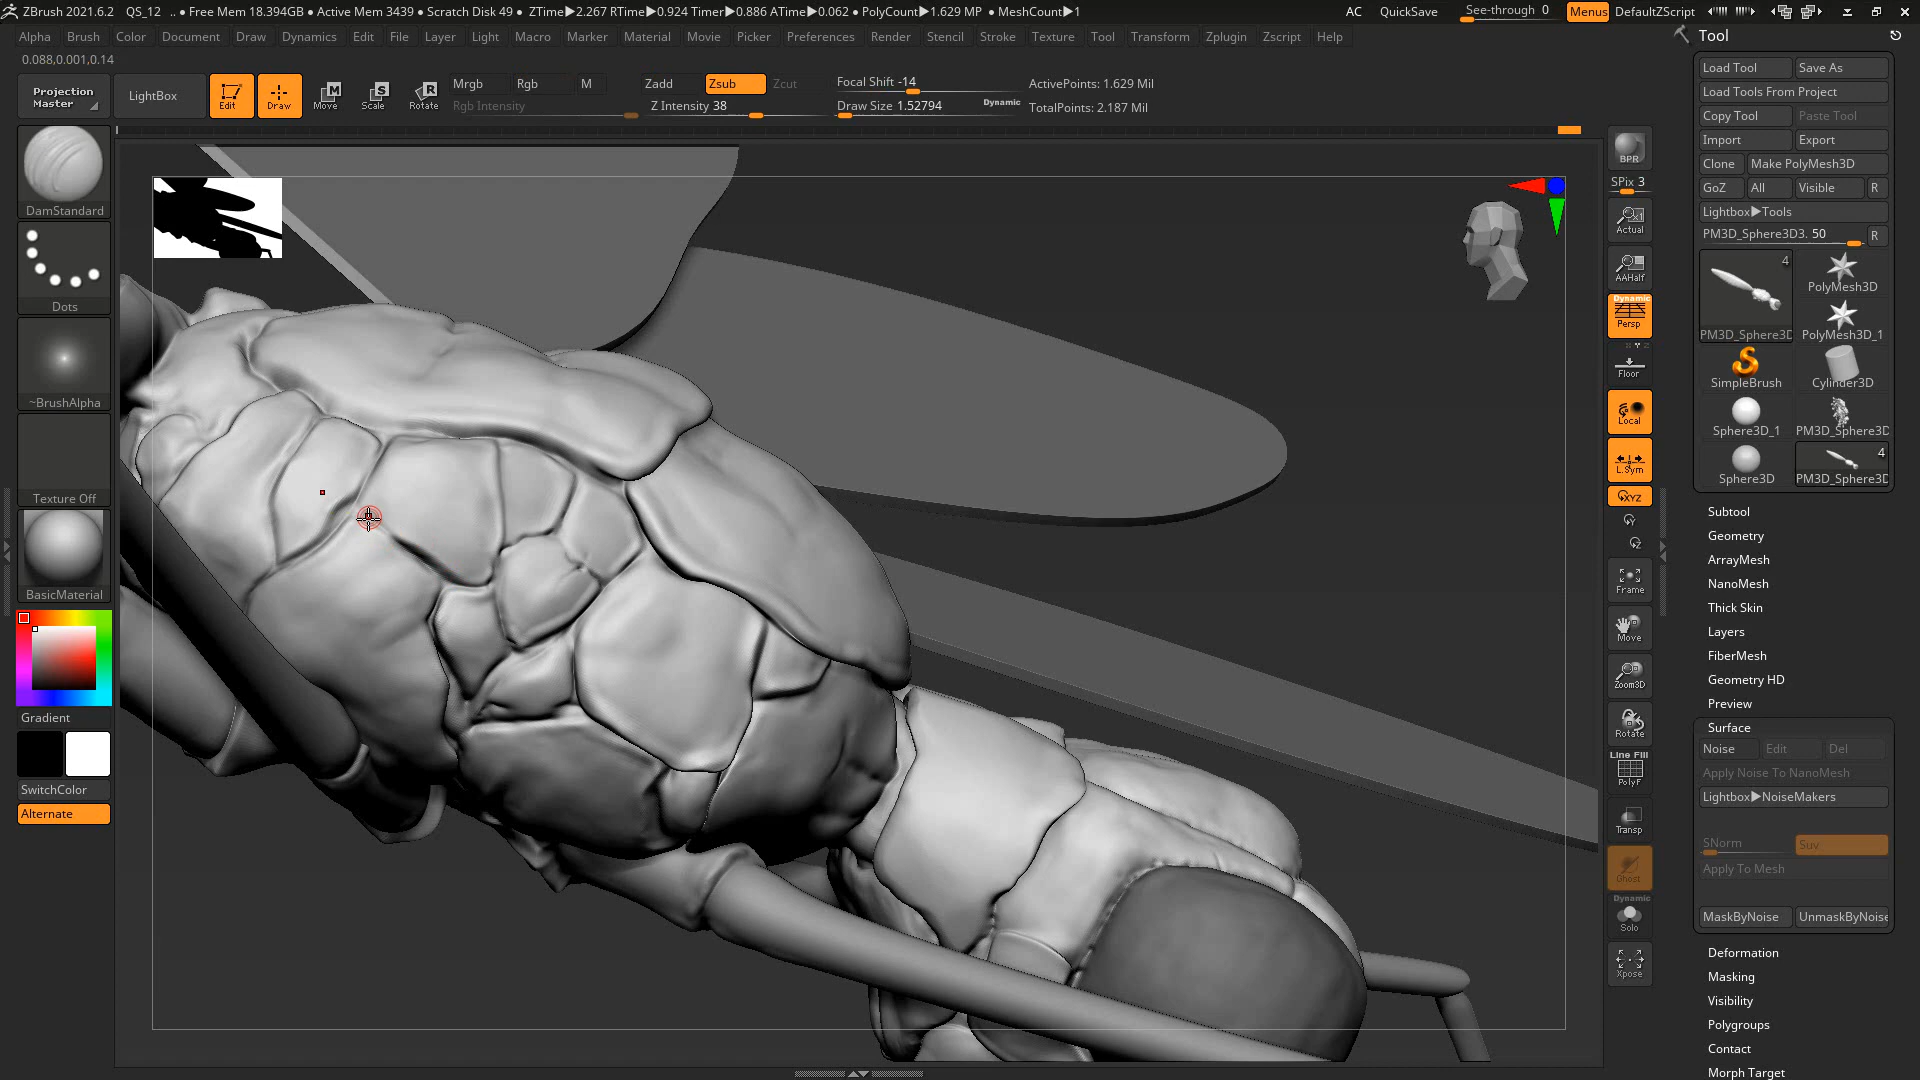 ZBrush 2021.6.2 QS_12 .. • Free Mem 18.394GB • Active Mem 3439 • Scratch Disk 49 • ZTime▶2.267 RTime▶0.924 Timer▶0.886 ATime▶0.062 • PolyCount▶1.629 MP • MeshCount▶1 AC QuickSave See-through 0 Menus DefaultZScript
Alpha Brush Color Document Draw Dynamics Edit File Layer Light Macro Marker Material Movie Picker Preferences Render Stencil Stroke Texture Tool Transform Zplugin Zscript Help
0.088,0.001,0.14
Projection Master
LightBox
Edit
Draw
Move
M
Scale
S
Rotate
R
Mrgb Rgb M
Rgb Intensity
Zadd Zsub Zcut
Z Intensity 38
Focal Shift -14
Draw Size 1.52794 Dynamic
ActivePoints: 1.629 Mil
TotalPoints: 2.187 Mil
DamStandard
Dots
~BrushAlpha
Texture Off
BasicMaterial
Gradient
SwitchColor
Alternate
BPR
SPix 3
Actual
AAHalf
Dynamic
Persp
Floor
Local
L.Sym
XYZ
Y
Z
Frame
Move
Zoom3D
Rotate
Line Fill
PolyF
Transp
Ghost
Dynamic
Solo
Xpose
Tool
Load Tool Save As
Load Tools From Project
Copy Tool Paste Tool
Import Export
Clone Make PolyMesh3D
GoZ All Visible R
Lightbox▶Tools
PM3D_Sphere3D3. 50 R
4
PM3D_Sphere3D PolyMesh3D
PolyMesh3D_1
SimpleBrush Cylinder3D
Sphere3D_1 PM3D_Sphere3D
4
Sphere3D PM3D_Sphere3D
Subtool
Geometry
ArrayMesh
NanoMesh
Thick Skin
Layers
FiberMesh
Geometry HD
Preview
Surface
Noise Edit Del
Apply Noise To NanoMesh
Lightbox▶NoiseMakers
SNorm Suv
Apply To Mesh
MaskByNoise UnmaskByNoise
Deformation
Masking
Visibility
Polygroups
Contact
Morph Target